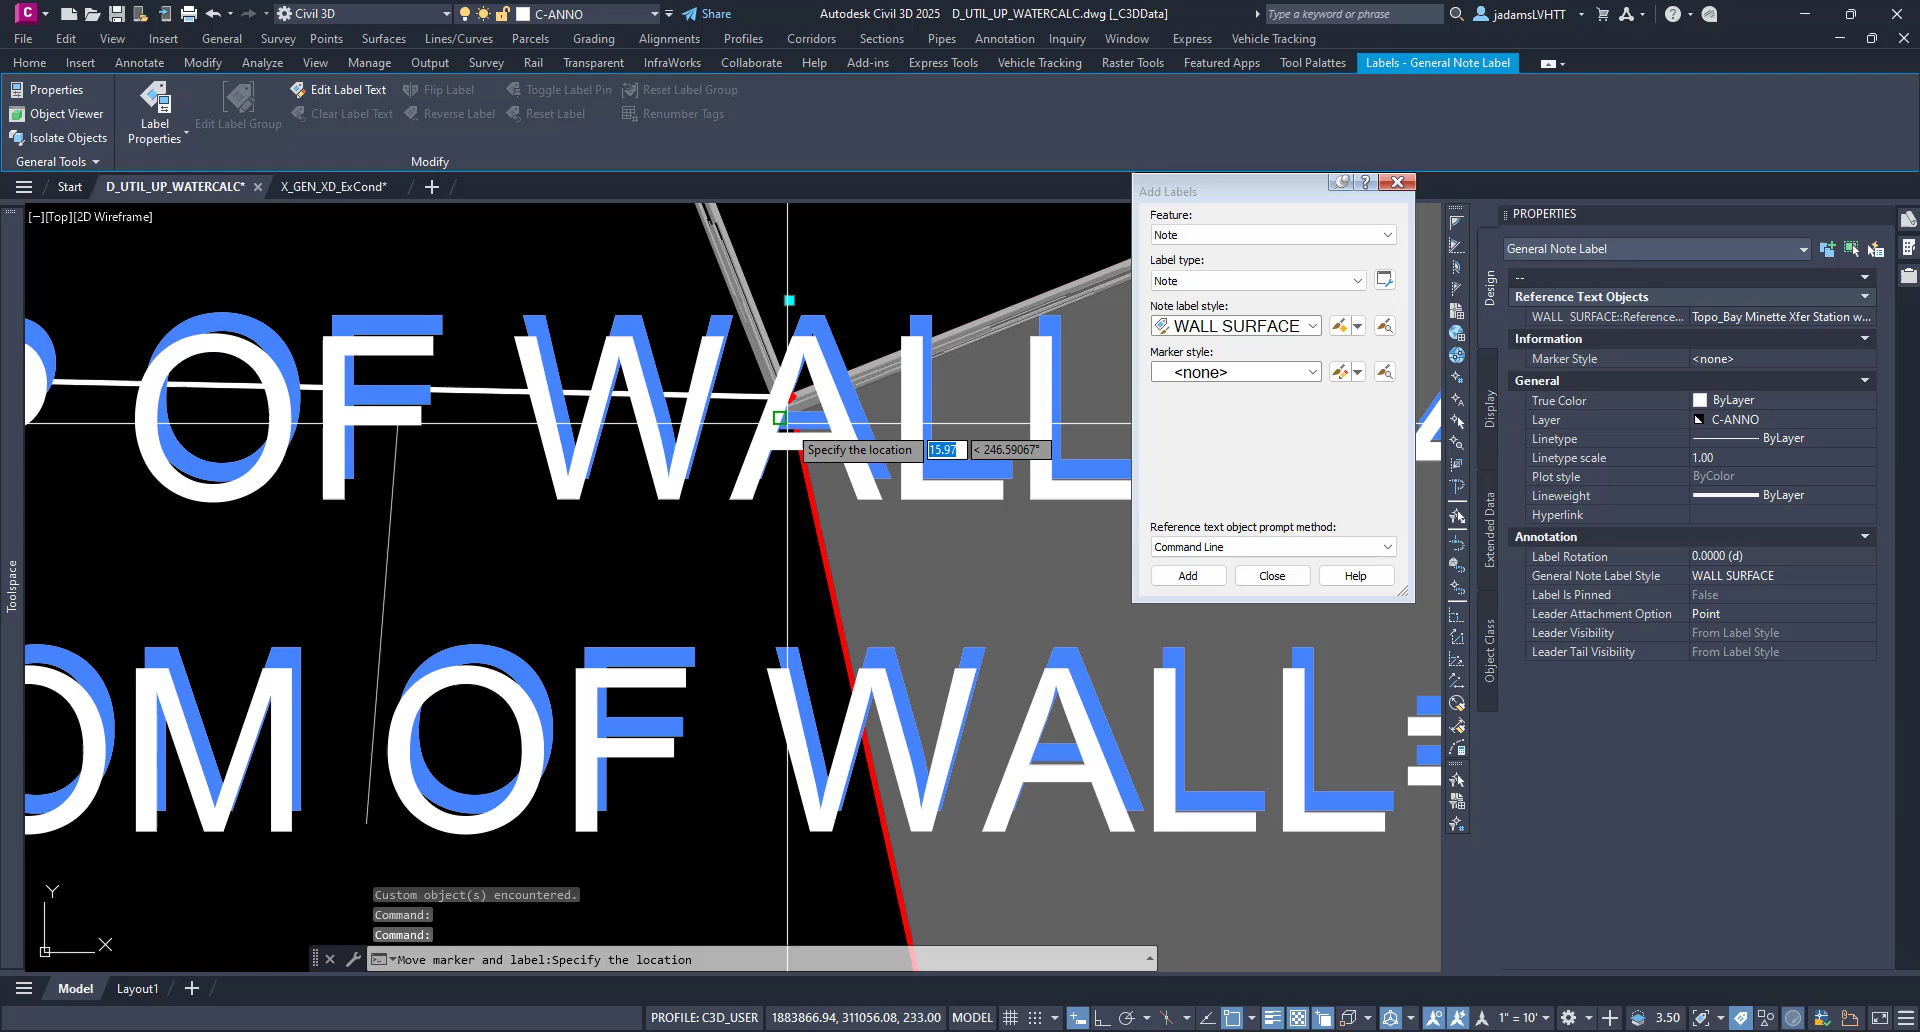 C Civil 3D C-ANNO Share Autodesk Civil 3D 2025 D_UTIL_UP_WATERCALC.dwg [_C3DData] Type a keyword or phrase jadamsLVHTT
File Edit View Insert General Survey Points Surfaces Lines/Curves Parcels Grading Alignments Profiles Corridors Sections Pipes Annotation Inquiry Window Express Vehicle Tracking
Home Insert Annotate Modify Analyze View Manage Output Survey Rail Transparent InfraWorks Collaborate Help Add-ins Express Tools Vehicle Tracking Raster Tools Featured Apps Tool Palettes Labels - General Note Label
Properties
Object Viewer
Isolate Objects
General Tools
Label
Properties
Edit Label Group
Edit Label Text Flip Label Toggle Label Pin Reset Label Group
Clear Label Text Reverse Label Reset Label Renumber Tags
Modify
Start D_UTIL_UP_WATERCALC* X_GEN_XD_ExCond* +
[−][Top][2D Wireframe]
Toolspace
OF WALL
Specify the location 15.97 < 246.59067°
OM OF WALL =
Y
X
Custom object(s) encountered.
Command:
Command:
Move marker and label:Specify the location
Add Labels
Feature:
Note
Label type:
Note
Note label style:
WALL SURFACE
Marker style:
<none>
Reference text object prompt method:
Command Line
Add Close Help
PROPERTIES
General Note Label
Design
Display
Extended Data
Object Class
--
Reference Text Objects
WALL SURFACE::Reference... Topo_Bay Minette Xfer Station w...
Information
Marker Style <none>
General
True Color ByLayer
Layer C-ANNO
Linetype ByLayer
Linetype scale 1.00
Plot style ByColor
Lineweight ByLayer
Hyperlink
Annotation
Label Rotation 0.0000 (d)
General Note Label Style WALL SURFACE
Label Is Pinned False
Leader Attachment Option Point
Leader Visibility From Label Style
Leader Tail Visibility From Label Style
Model Layout1 +
PROFILE: C3D_USER 1883866.94, 311056.08, 233.00 MODEL 1" = 10' 3.50